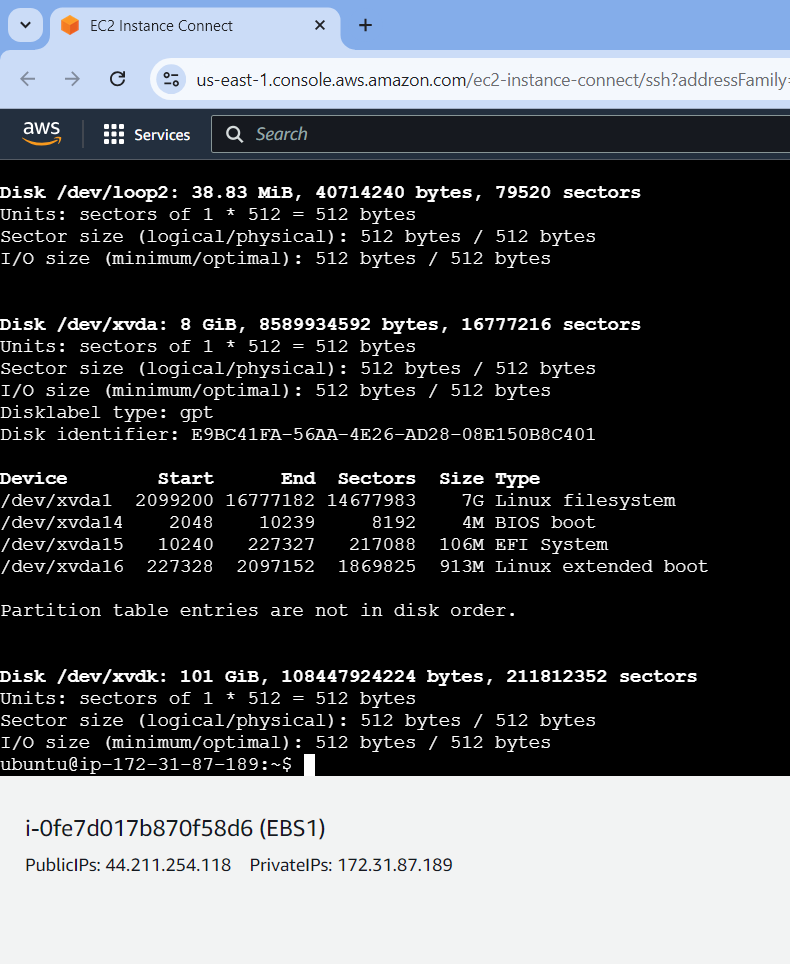 EC2 Instance Connect
us-east-1.console.aws.amazon.com/ec2-instance-connect/ssh?addressFamily=
aws Services Search
Disk /dev/loop2: 38.83 MiB, 40714240 bytes, 79520 sectors
Units: sectors of 1 * 512 = 512 bytes
Sector size (logical/physical): 512 bytes / 512 bytes
I/O size (minimum/optimal): 512 bytes / 512 bytes
Disk /dev/xvda: 8 GiB, 8589934592 bytes, 16777216 sectors
Units: sectors of 1 * 512 = 512 bytes
Sector size (logical/physical): 512 bytes / 512 bytes
I/O size (minimum/optimal): 512 bytes / 512 bytes
Disklabel type: gpt
Disk identifier: E9BC41FA-56AA-4E26-AD28-08E150B8C401
Device Start End Sectors Size Type
/dev/xvda1 2099200 16777182 14677983 7G Linux filesystem
/dev/xvda14 2048 10239 8192 4M BIOS boot
/dev/xvda15 10240 227327 217088 106M EFI System
/dev/xvda16 227328 2097152 1869825 913M Linux extended boot
Partition table entries are not in disk order.
Disk /dev/xvdk: 101 GiB, 108447924224 bytes, 211812352 sectors
Units: sectors of 1 * 512 = 512 bytes
Sector size (logical/physical): 512 bytes / 512 bytes
I/O size (minimum/optimal): 512 bytes / 512 bytes
ubuntu@ip-172-31-87-189:~$
i-0fe7d017b870f58d6 (EBS1)
PublicIPs: 44.211.254.118 PrivateIPs: 172.31.87.189